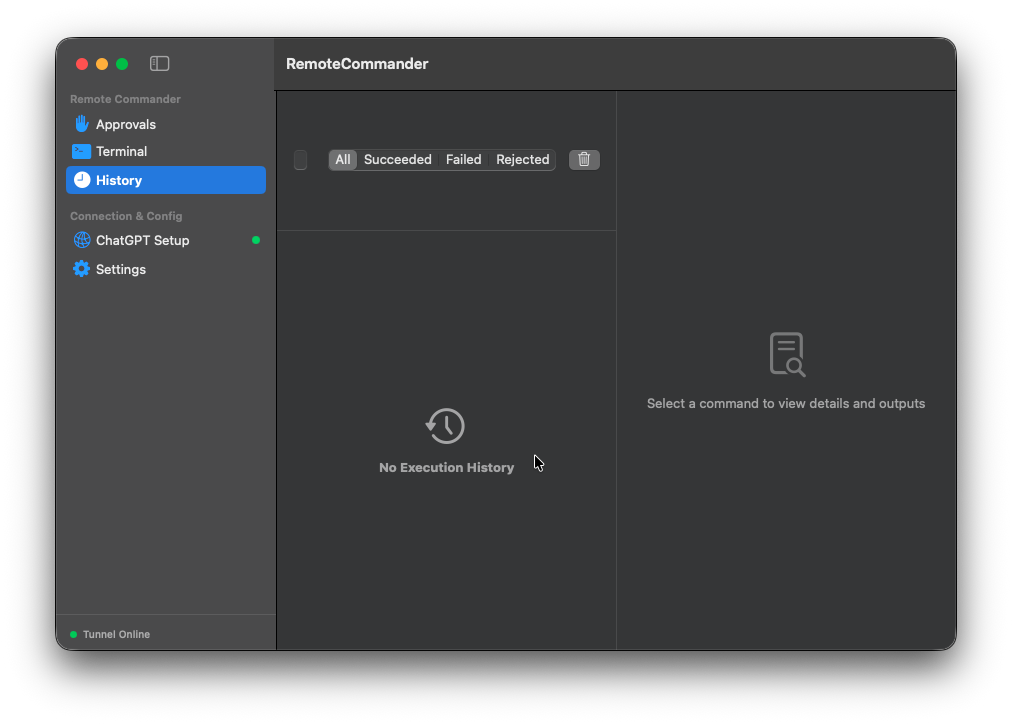 RemoteCommander
Remote Commander
Approvals
Terminal
History
Connection & Config
ChatGPT Setup
Settings
Tunnel Online
All Succeeded Failed Rejected
No Execution History
Select a command to view details and outputs